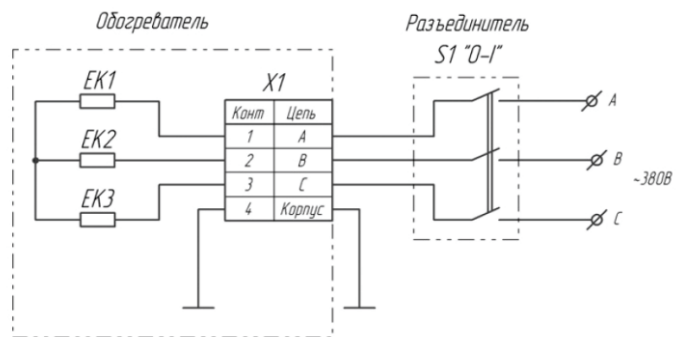 Обогреватель
Разъединитель
S1 "0-I"
EK1
EK2
EK3
X1
Конт Цепь
1 A
2 B
3 C
4 Корпус
A
B
C
~380В